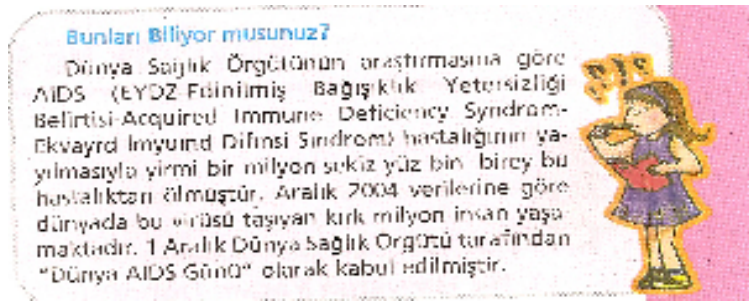 Bunları Biliyor musunuz?
Dünya Sağlık Örgütünün araştırmasına göre
AIDS (EYDZ-Edinilmiş Bağışıklık Yetersizliği
Belirtisi-Acquired Immune Deficiency Syndrom-
Ekvayrd İmyuind Difinsi Sindrom) hastalığının ya-
yılmasıyla yirmi bir milyon sekiz yüz bin birey bu
hastalıktan ölmüştür. Aralık 2004 verilerine göre
dünyada bu virüsü taşıyan kırk milyon insan yaşa-
maktadır. 1 Aralık Dünya Sağlık Örgütü tarafından
"Dünya AIDS Günü" olarak kabul edilmiştir.